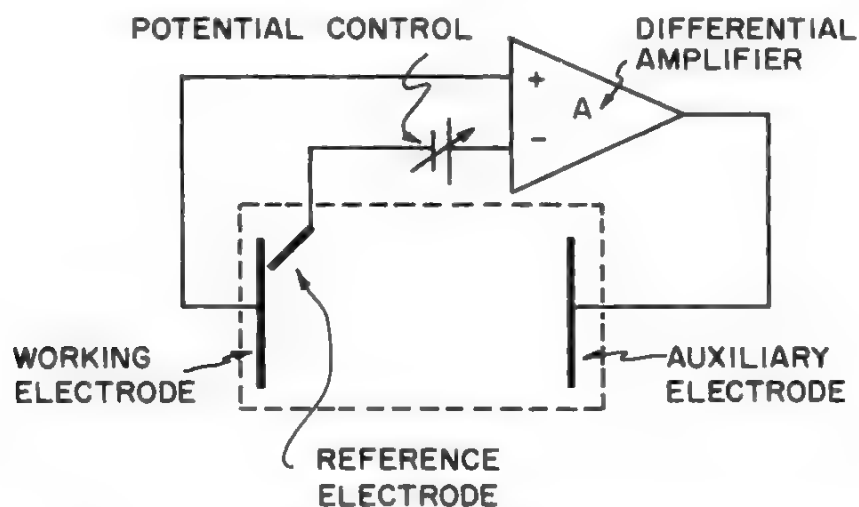 POTENTIAL CONTROL
DIFFERENTIAL
AMPLIFIER
+
A
-
WORKING
ELECTRODE
AUXILIARY
ELECTRODE
REFERENCE
ELECTRODE